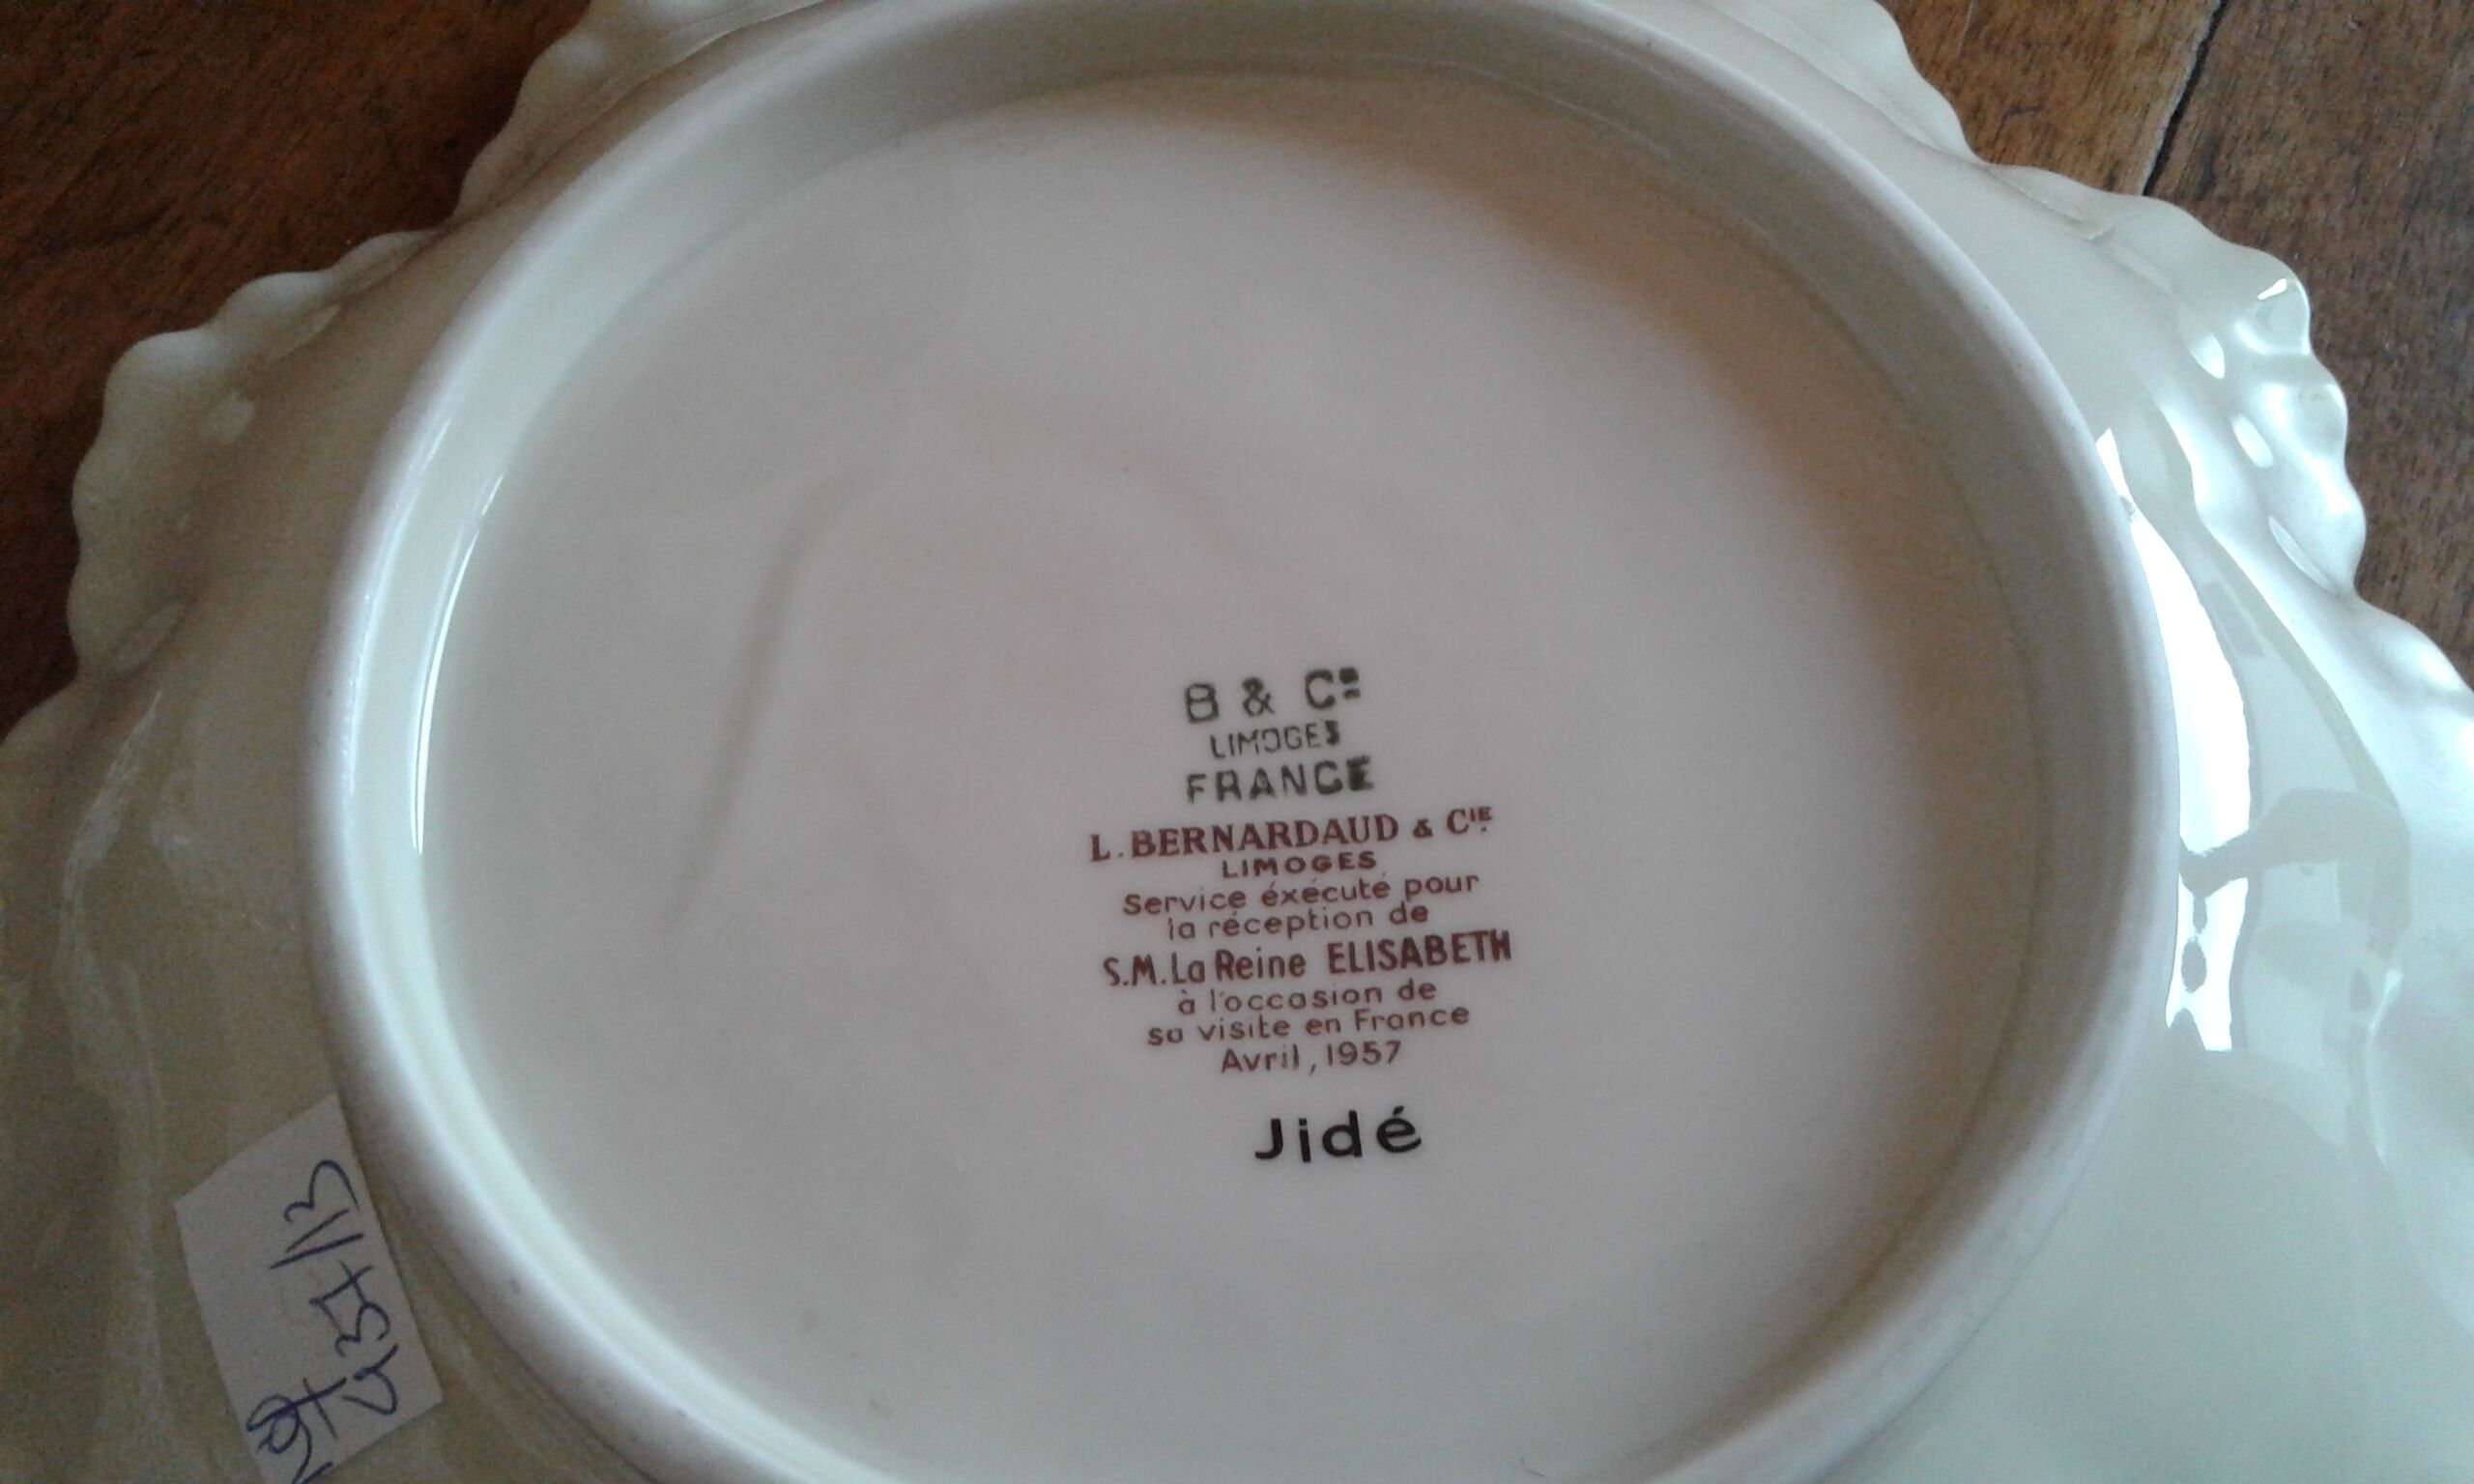 B & Co
LIMOGES
FRANCE
L. BERNARDAUD & CIE
LIMOGES
Service éxécuté pour
la réception de
S.M. La Reine ELISABETH
à l'occasion de
sa visite en France
Avril, 1957
Jidé